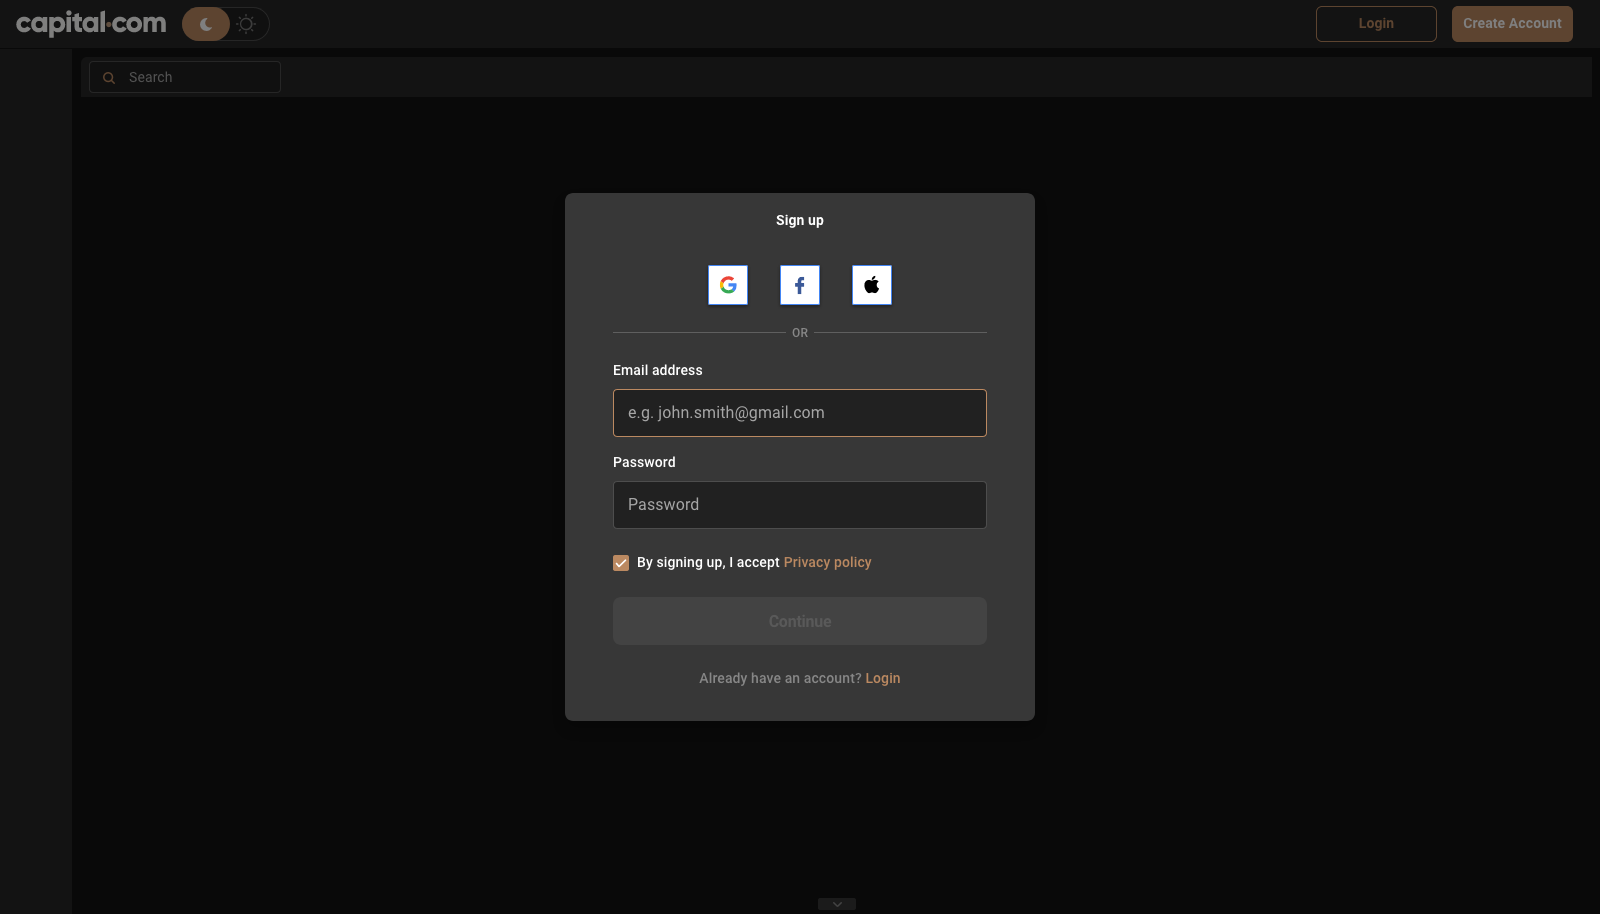 capital.com
Login
Create Account
Search
Sign up
OR
Email address
e.g. john.smith@gmail.com
Password
Password
By signing up, I accept Privacy policy
Continue
Already have an account? Login